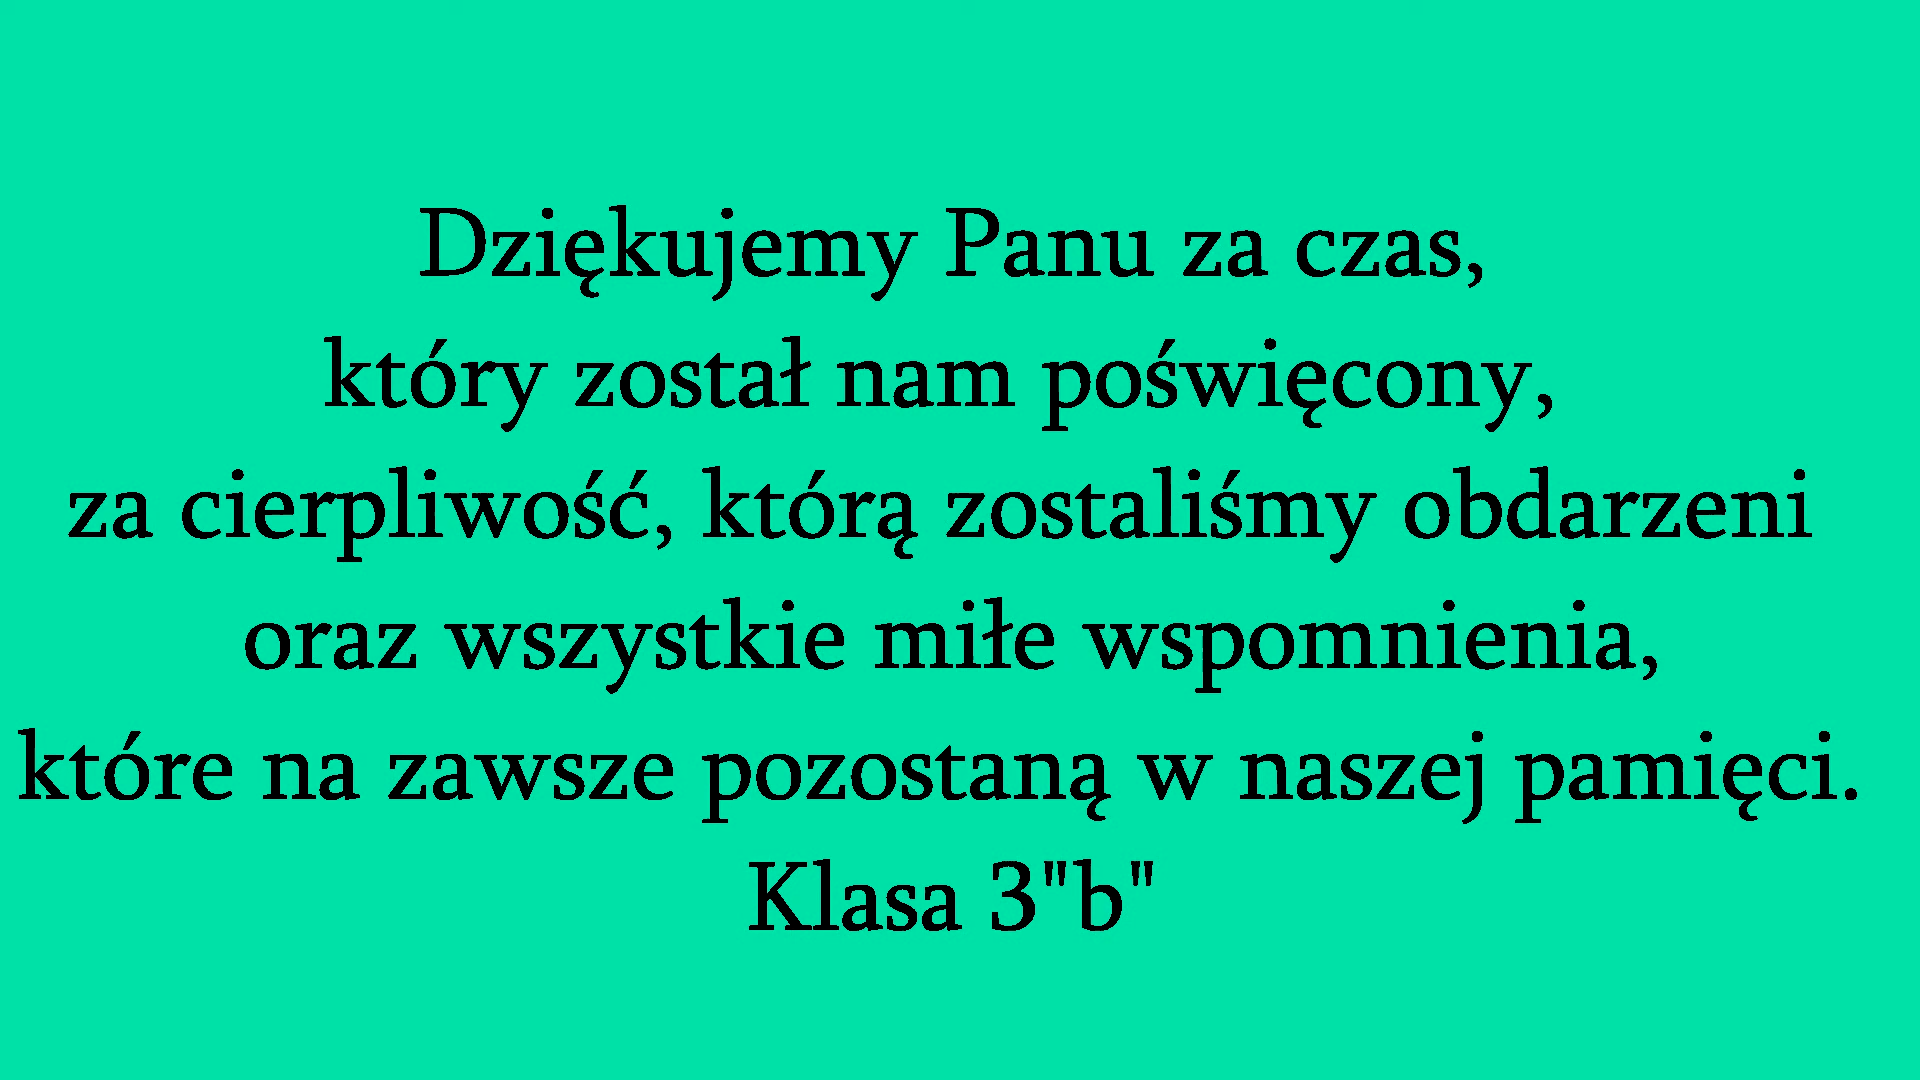 Dziękujemy Panu za czas,
który został nam poświęcony,
za cierpliwość, którą zostaliśmy obdarzeni
oraz wszystkie miłe wspomnienia,
które na zawsze pozostaną w naszej pamięci.
Klasa 3"b"